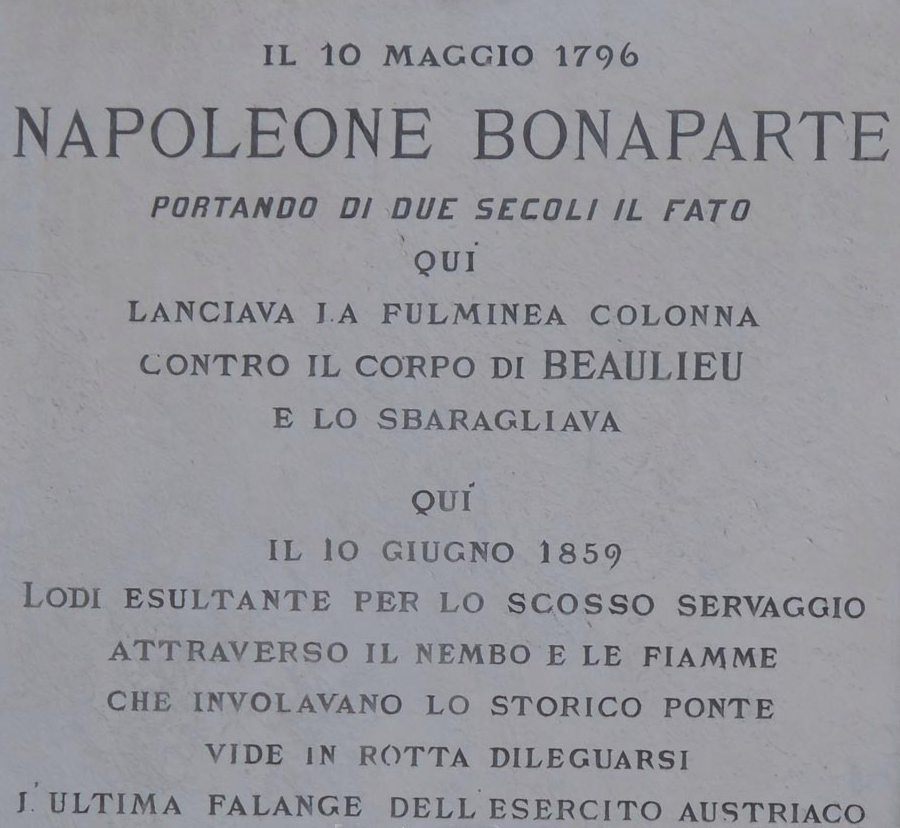 IL 10 MAGGIO 1796
NAPOLEONE BONAPARTE
PORTANDO DI DUE SECOLI IL FATO
QUI
LANCIAVA LA FULMINEA COLONNA
CONTRO IL CORPO DI BEAULIEU
E LO SBARAGLIAVA
QUI
IL 10 GIUGNO 1859
LODI ESULTANTE PER LO SCOSSO SERVAGGIO
ATTRAVERSO IL NEMBO E LE FIAMME
CHE INVOLAVANO LO STORICO PONTE
VIDE IN ROTTA DILEGUARSI
L'ULTIMA FALANGE DELL'ESERCITO AUSTRIACO